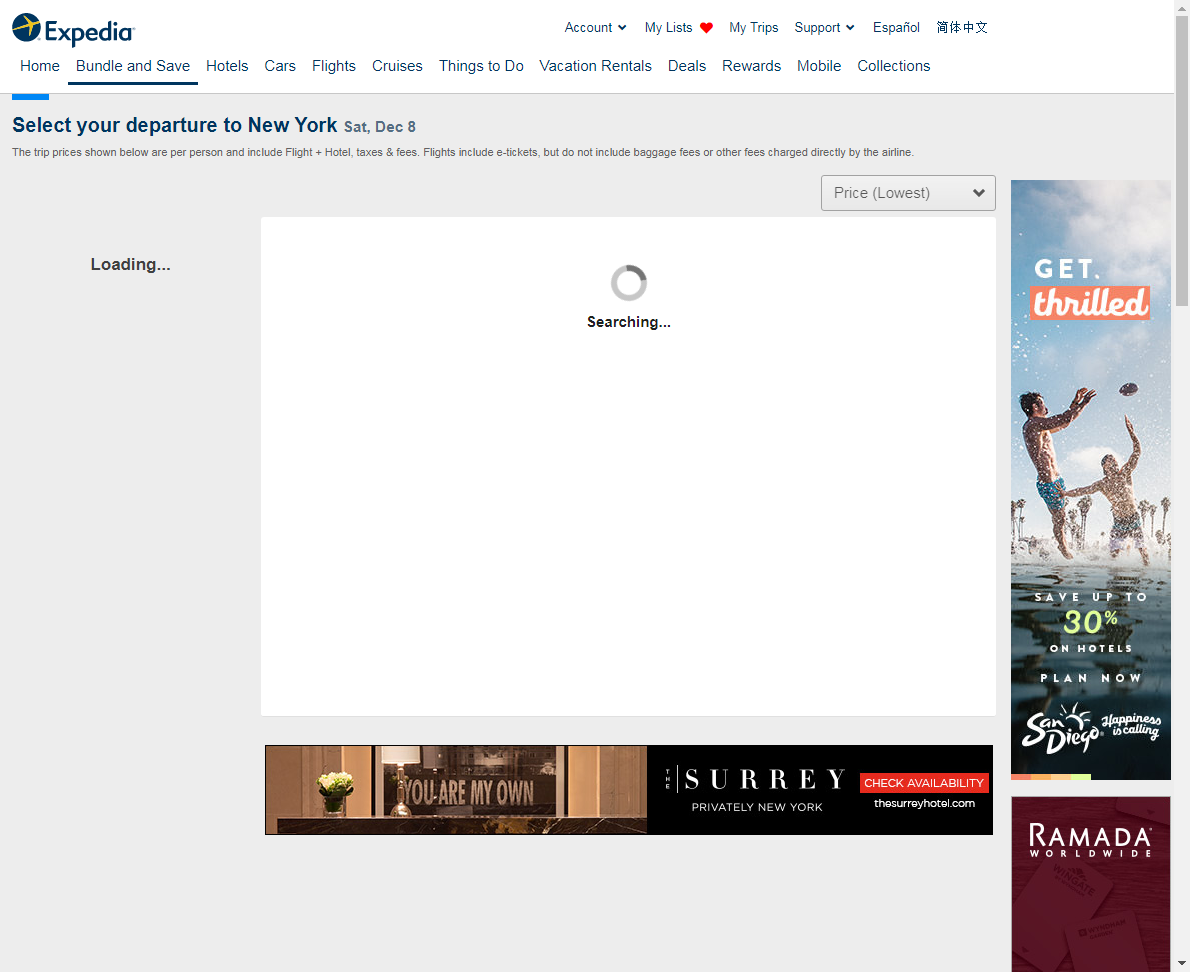 Expedia
Account
My Lists
My Trips
Support
Español
简体中文
Home
Bundle and Save
Hotels
Cars
Flights
Cruises
Things to Do
Vacation Rentals
Deals
Rewards
Mobile
Collections
Select your departure to New York Sat, Dec 8
The trip prices shown below are per person and include Flight + Hotel, taxes & fees. Flights include e-tickets, but do not include baggage fees or other fees charged directly by the airline.
Price (Lowest)
Loading...
Searching...
GET.
thrilled
SAVE UP TO
30%
ON HOTELS
PLAN NOW
San Diego
Happiness
is calling
YOU ARE MY OWN
THE SURREY
PRIVATELY NEW YORK
CHECK AVAILABILITY
thesurreyhotel.com
RAMADA
WORLDWIDE
WINGATE
WYNDHAM